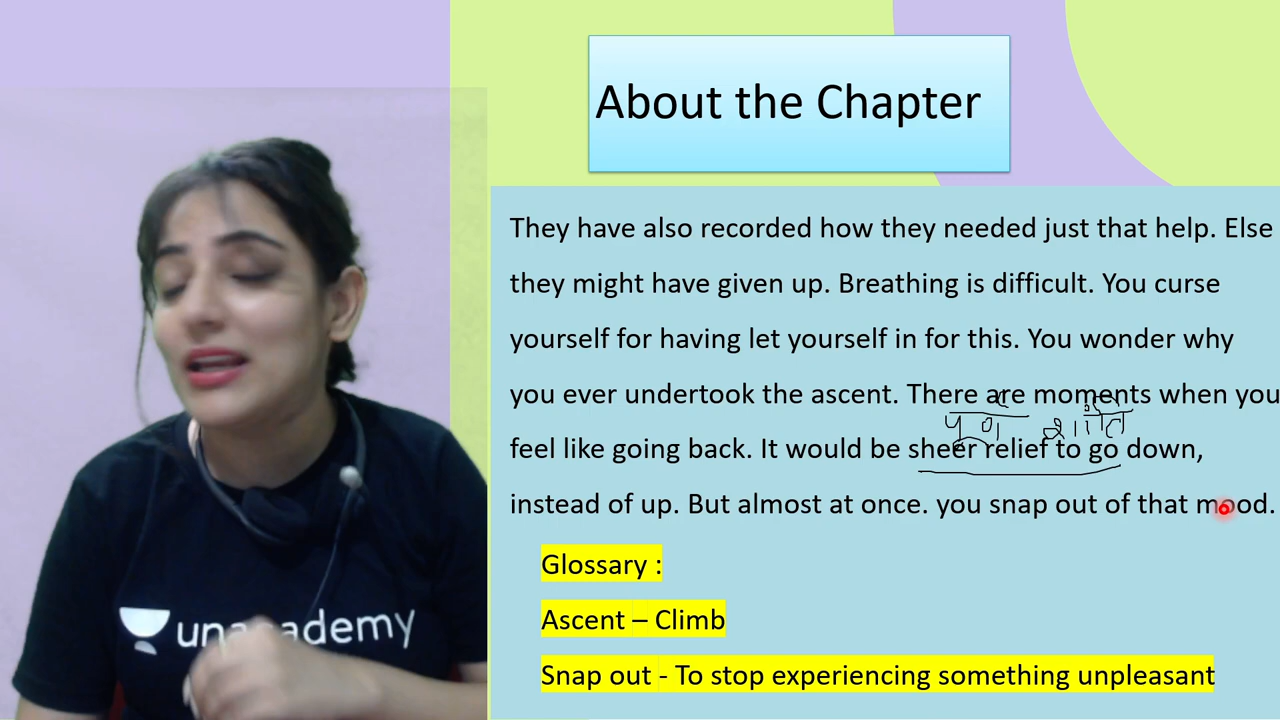 About the Chapter
They have also recorded how they needed just that help. Else
they might have given up. Breathing is difficult. You curse
yourself for having let yourself in for this. You wonder why
you ever undertook the ascent. There are moments when you
feel like going back. It would be sheer relief to go down,
instead of up. But almost at once. you snap out of that mood.
Glossary :
Ascent – Climb
Snap out - To stop experiencing something unpleasant
unacademy